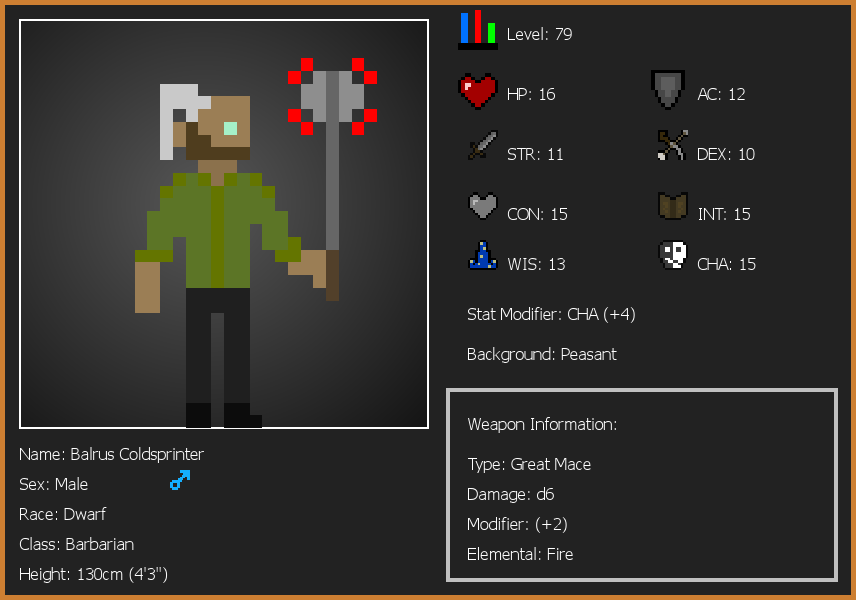 Level: 79
HP: 16
AC: 12
STR: 11
DEX: 10
CON: 15
INT: 15
WIS: 13
CHA: 15
Stat Modifier: CHA (+4)
Background: Peasant
Weapon Information:
Type: Great Mace
Damage: d6
Modifier: (+2)
Elemental: Fire
Name: Balrus Coldsprinter
Sex: Male
Race: Dwarf
Class: Barbarian
Height: 130cm (4'3")